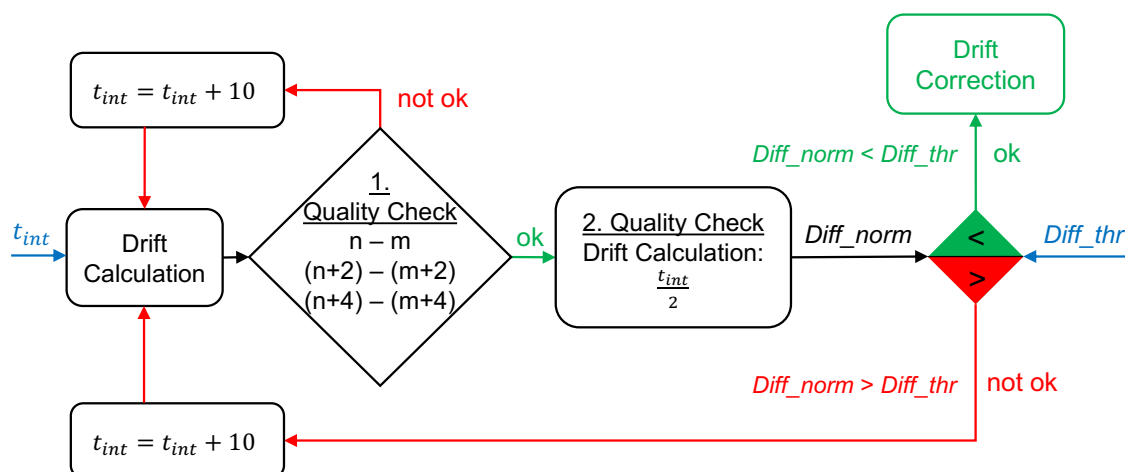 Drift
Correction
t_int = t_int + 10
not ok
Diff_norm < Diff_thr
ok
1.
Quality Check
n – m
(n+2) – (m+2)
(n+4) – (m+4)
t_int
Drift
Calculation
ok
2. Quality Check
Drift Calculation:
t_int
2
Diff_norm
<
>
Diff_thr
Diff_norm > Diff_thr
not ok
t_int = t_int + 10